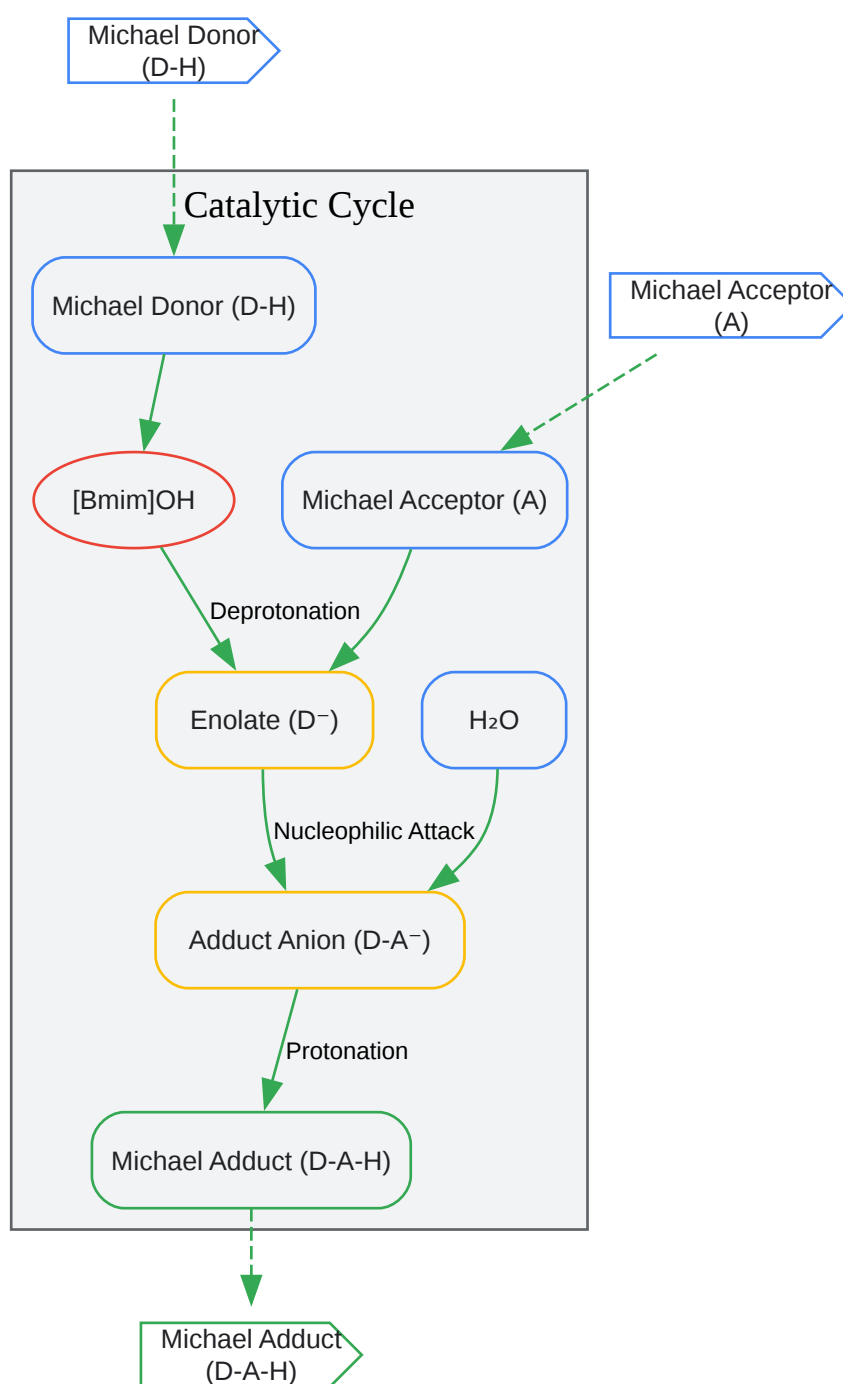 Michael Donor
(D-H)
Catalytic Cycle
Michael Donor (D-H)
Michael Acceptor
(A)
[Bmim]OH
Michael Acceptor (A)
Deprotonation
Enolate (D⁻)
H₂O
Nucleophilic Attack
Adduct Anion (D-A⁻)
Protonation
Michael Adduct (D-A-H)
Michael Adduct
(D-A-H)